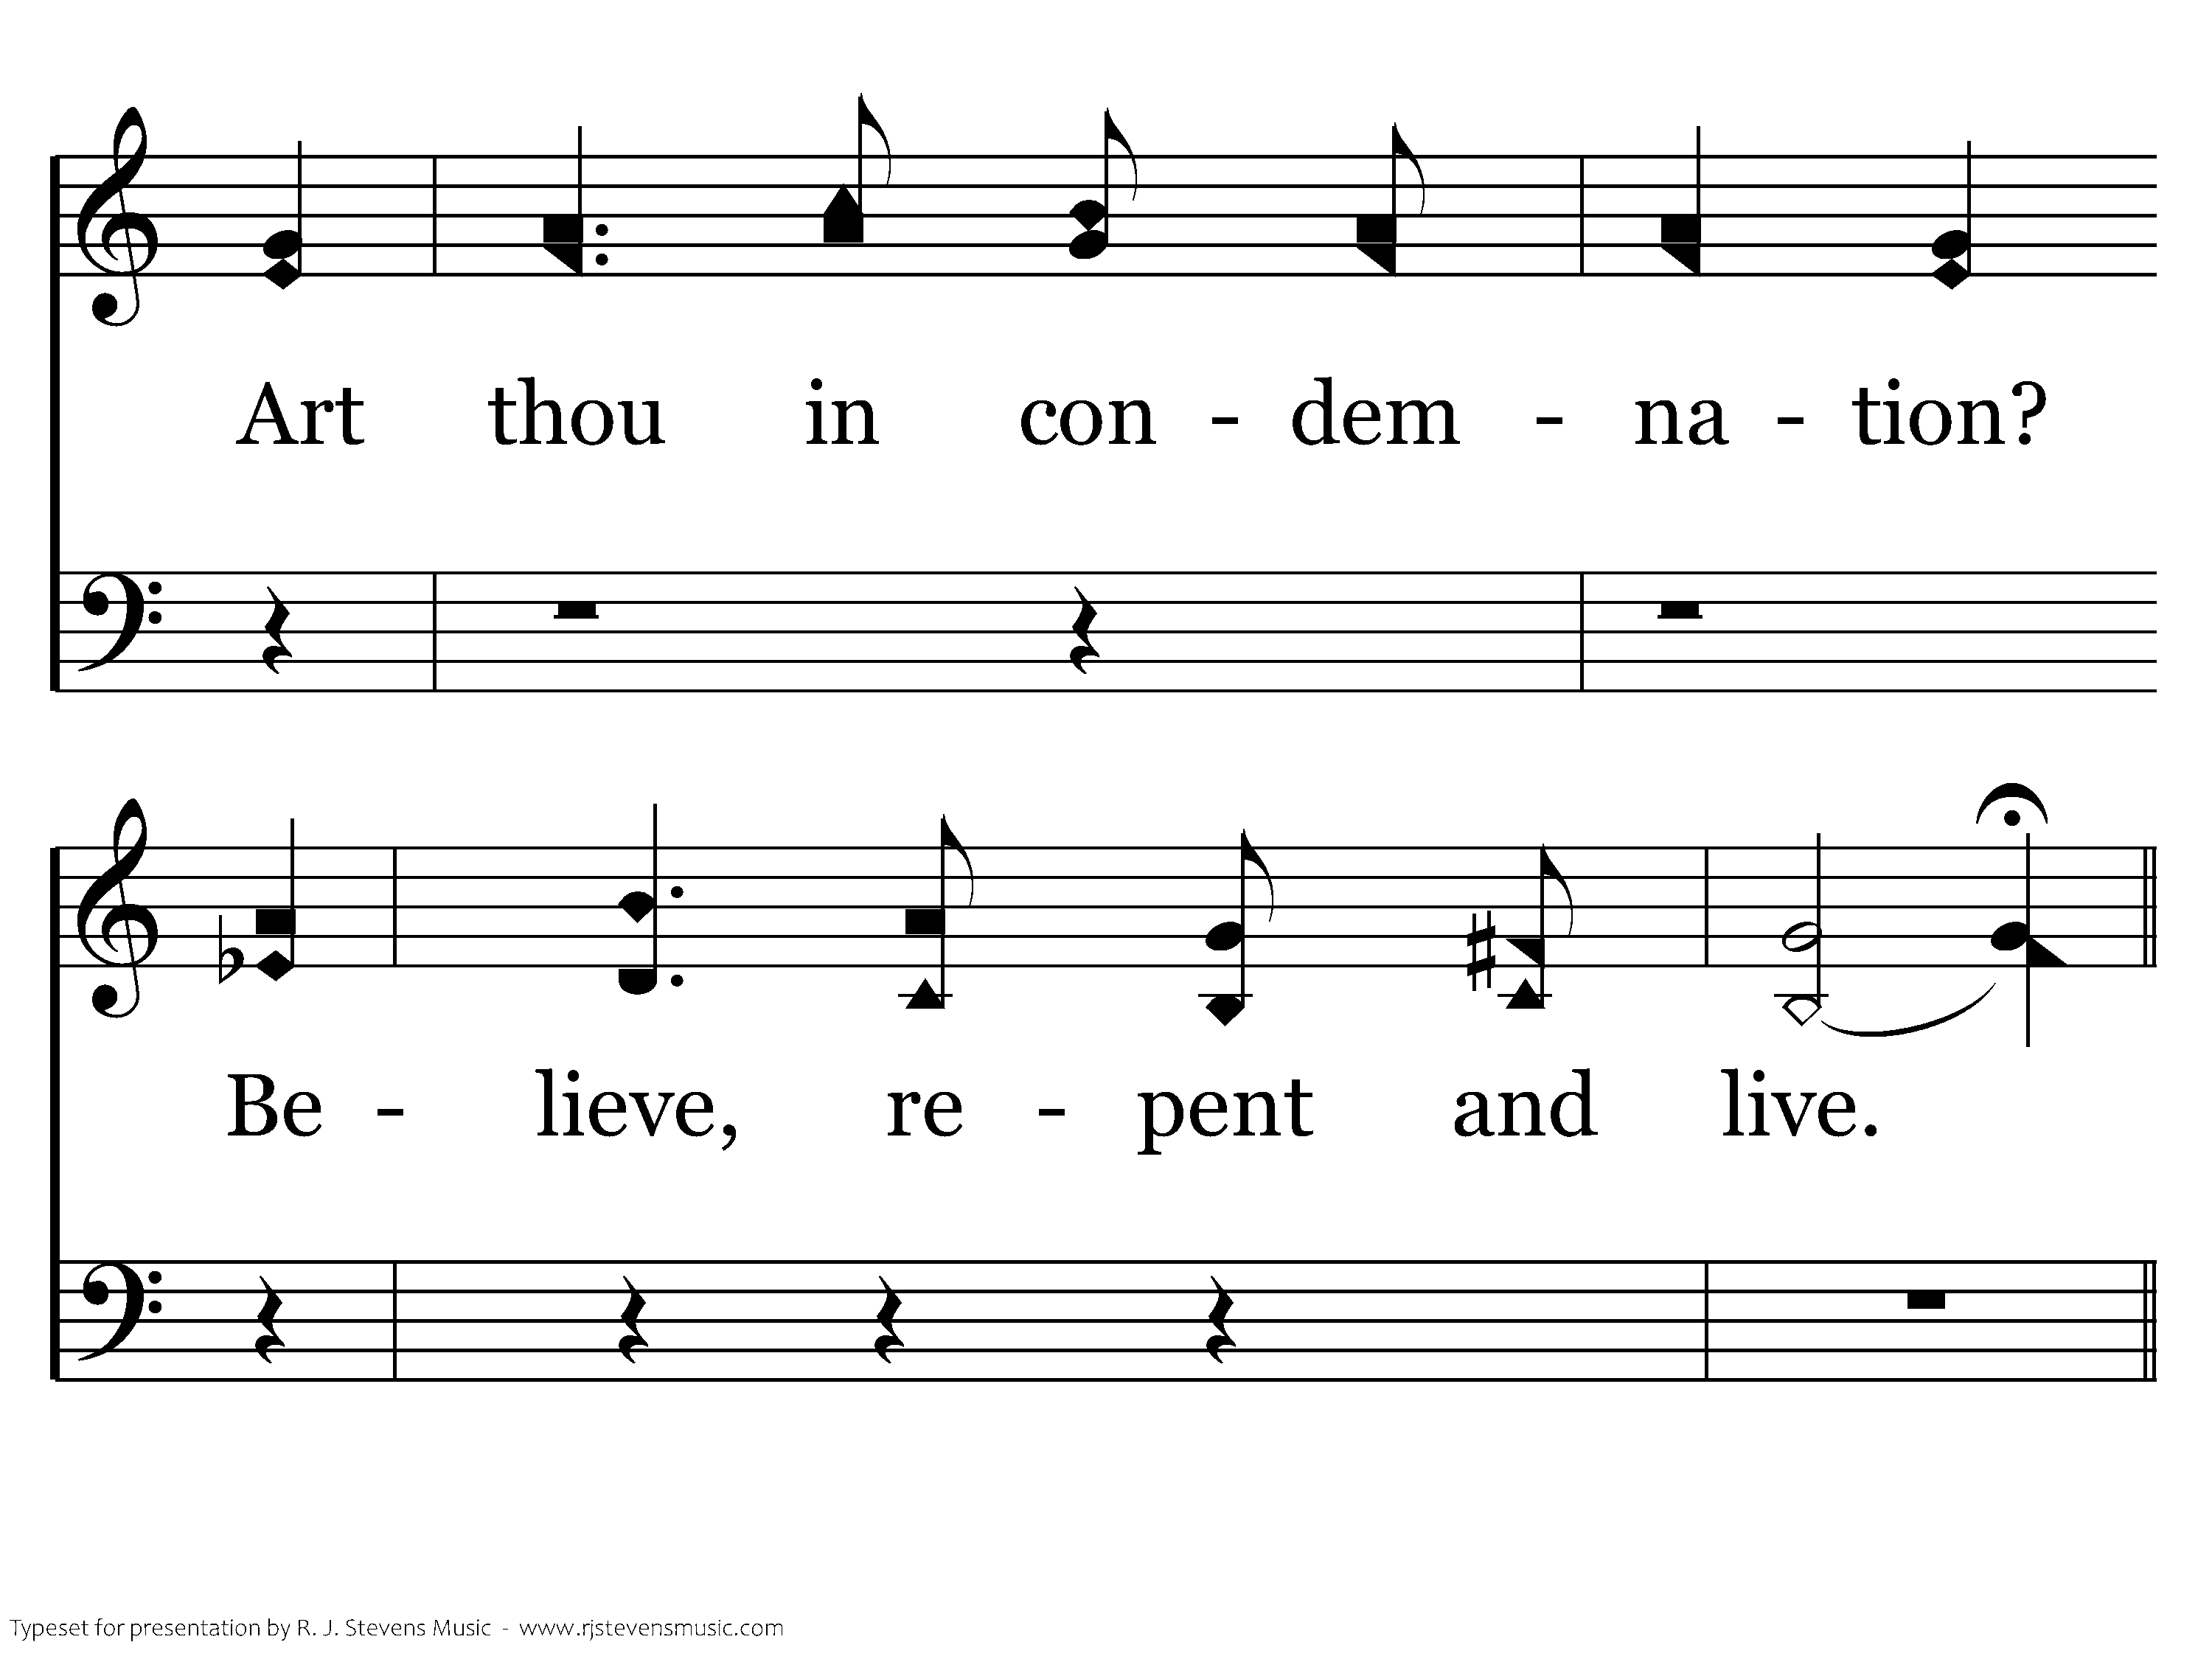 Art thou in con - dem - na - tion?
Be - lieve, re - pent and live.
Typeset for presentation by R. J. Stevens Music - www.rjstevensmusic.com